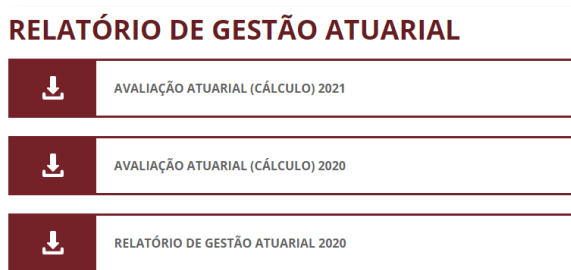 RELATÓRIO DE GESTÃO ATUARIAL
AVALIAÇÃO ATUARIAL (CÁLCULO) 2021
AVALIAÇÃO ATUARIAL (CÁLCULO) 2020
RELATÓRIO DE GESTÃO ATUARIAL 2020